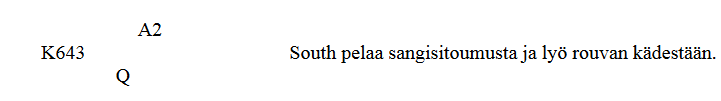 A2
K643 South pelaa sangisitoumusta ja lyö rouvan kädestään.
Q